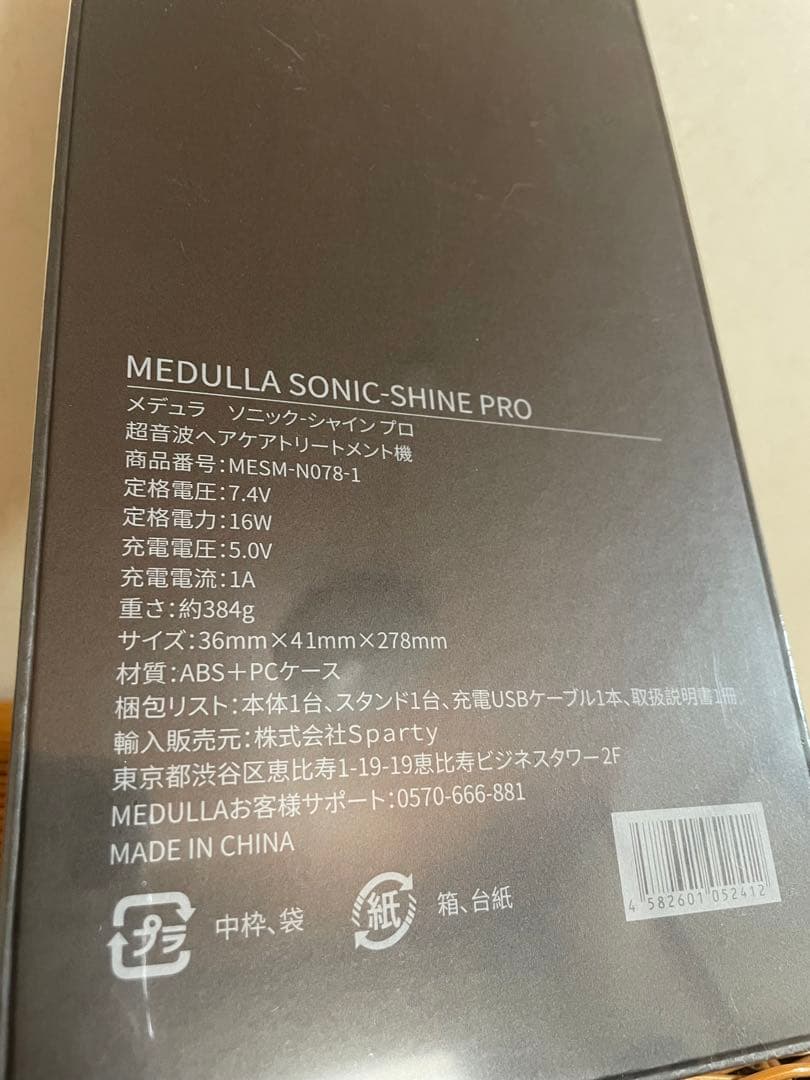 MEDULLA SONIC-SHINE PRO
メデュラ　ソニック-シャイン プロ
超音波ヘアケアトリートメント機
商品番号:MESM-N078-1
定格電圧:7.4V
定格電力:16W
充電電圧:5.0V
充電電流:1A
重さ:約384g
サイズ:36mm×41mm×278mm
材質:ABS＋PCケース
梱包リスト:本体1台、スタンド1台、充電USBケーブル1本、取扱説明書1冊
輸入販売元:株式会社Sparty
東京都渋谷区恵比寿1-19-19恵比寿ビジネスタワー2F
MEDULLAお客様サポート:0570-666-881
MADE IN CHINA
プラ 中枠、袋
紙 箱、台紙
4 582601 052412